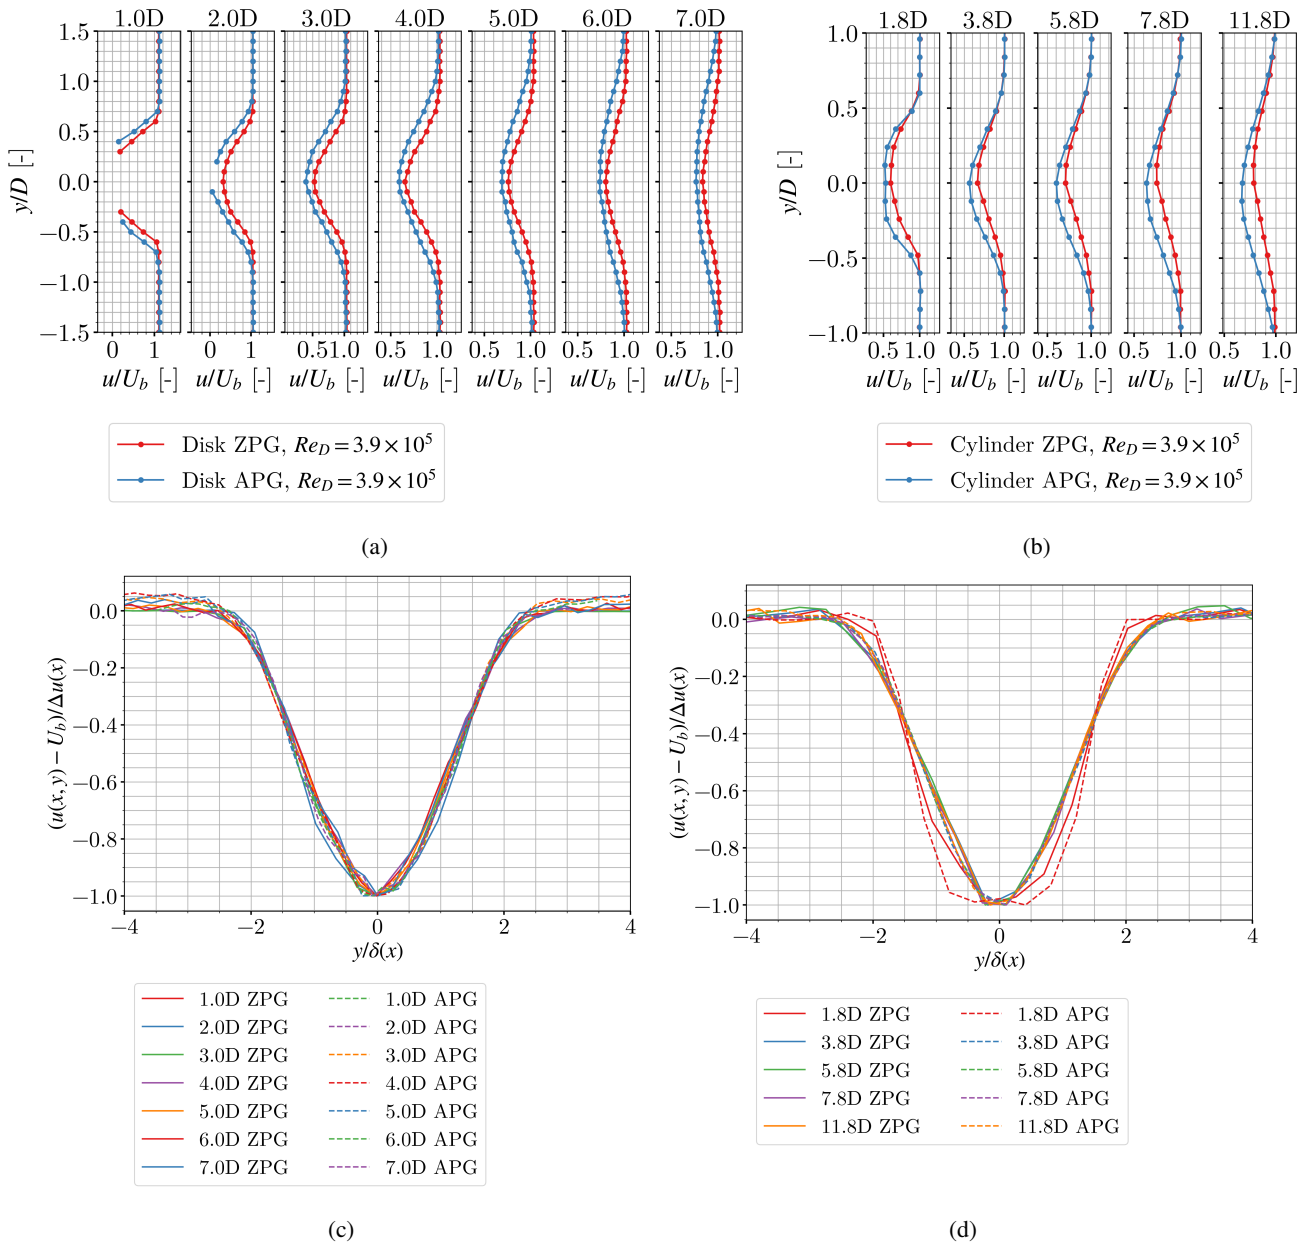 1.0D 2.0D 3.0D 4.0D 5.0D 6.0D 7.0D
1.5
1.0
0.5
0.0
−0.5
−1.0
−1.5
y/D [-]
0 1 0 1 0.5 1.0 0.5 1.0 0.5 1.0 0.5 1.0 0.5 1.0
u/U_b [-] u/U_b [-] u/U_b [-] u/U_b [-] u/U_b [-] u/U_b [-] u/U_b [-]
Disk ZPG, Re_D = 3.9 × 10^5
Disk APG, Re_D = 3.9 × 10^5
(a)
1.8D 3.8D 5.8D 7.8D 11.8D
1.0
0.5
0.0
−0.5
−1.0
y/D [-]
0.5 1.0 0.5 1.0 0.5 1.0 0.5 1.0 0.5 1.0
u/U_b [-] u/U_b [-] u/U_b [-] u/U_b [-] u/U_b [-]
Cylinder ZPG, Re_D = 3.9 × 10^5
Cylinder APG, Re_D = 3.9 × 10^5
(b)
0.0
−0.2
−0.4
−0.6
−0.8
−1.0
(u(x, y) − U_b)/Δu(x)
−4 −2 0 2 4
y/δ(x)
1.0D ZPG 1.0D APG
2.0D ZPG 2.0D APG
3.0D ZPG 3.0D APG
4.0D ZPG 4.0D APG
5.0D ZPG 5.0D APG
6.0D ZPG 6.0D APG
7.0D ZPG 7.0D APG
(c)
0.0
−0.2
−0.4
−0.6
−0.8
−1.0
(u(x, y) − U_b)/Δu(x)
−4 −2 0 2 4
y/δ(x)
1.8D ZPG 1.8D APG
3.8D ZPG 3.8D APG
5.8D ZPG 5.8D APG
7.8D ZPG 7.8D APG
11.8D ZPG 11.8D APG
(d)